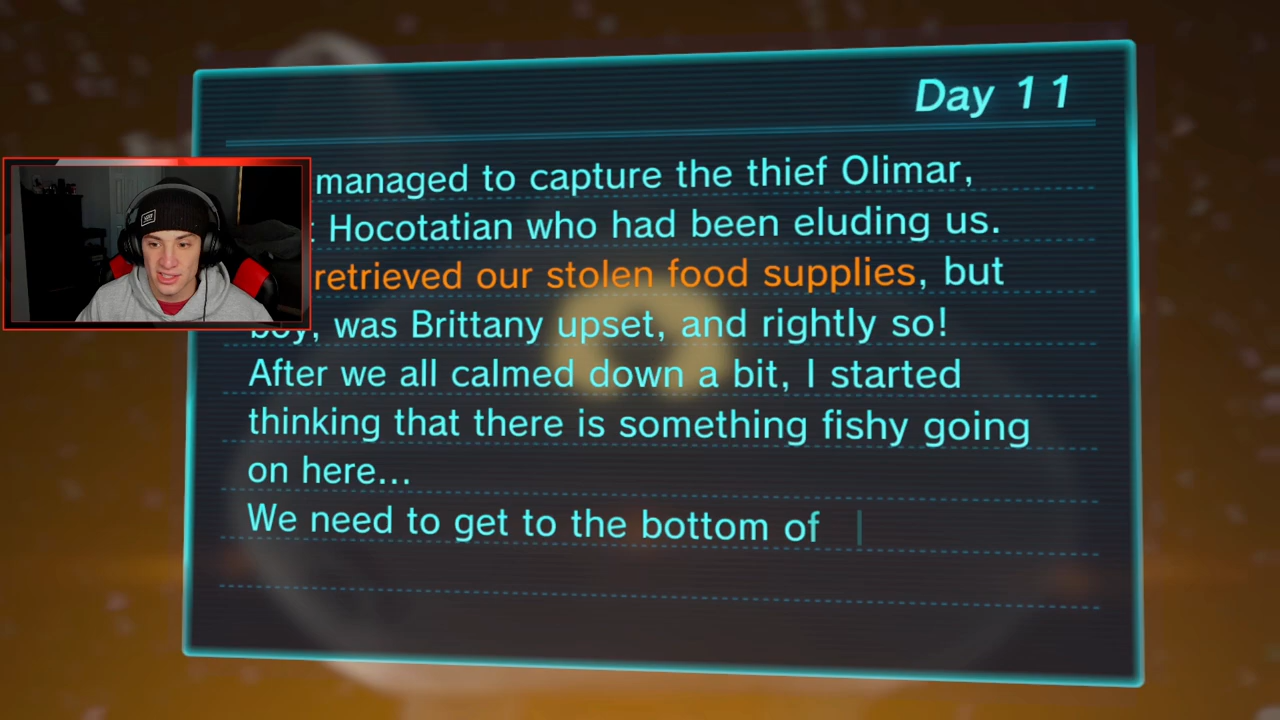 Day 11
managed to capture the thief Olimar,
Hocotatian who had been eluding us.
retrieved our stolen food supplies, but
boy, was Brittany upset, and rightly so!
After we all calmed down a bit, I started
thinking that there is something fishy going
on here...
We need to get to the bottom of